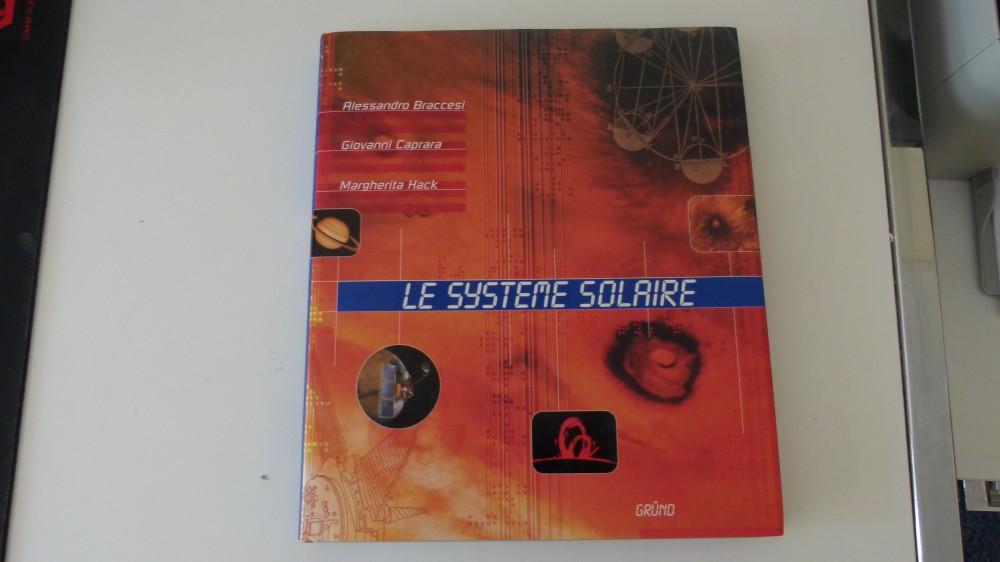 Alessandro Braccesi
Giovanni Caprara
Margherita Hack
LE SYSTEME SOLAIRE
GRÜND